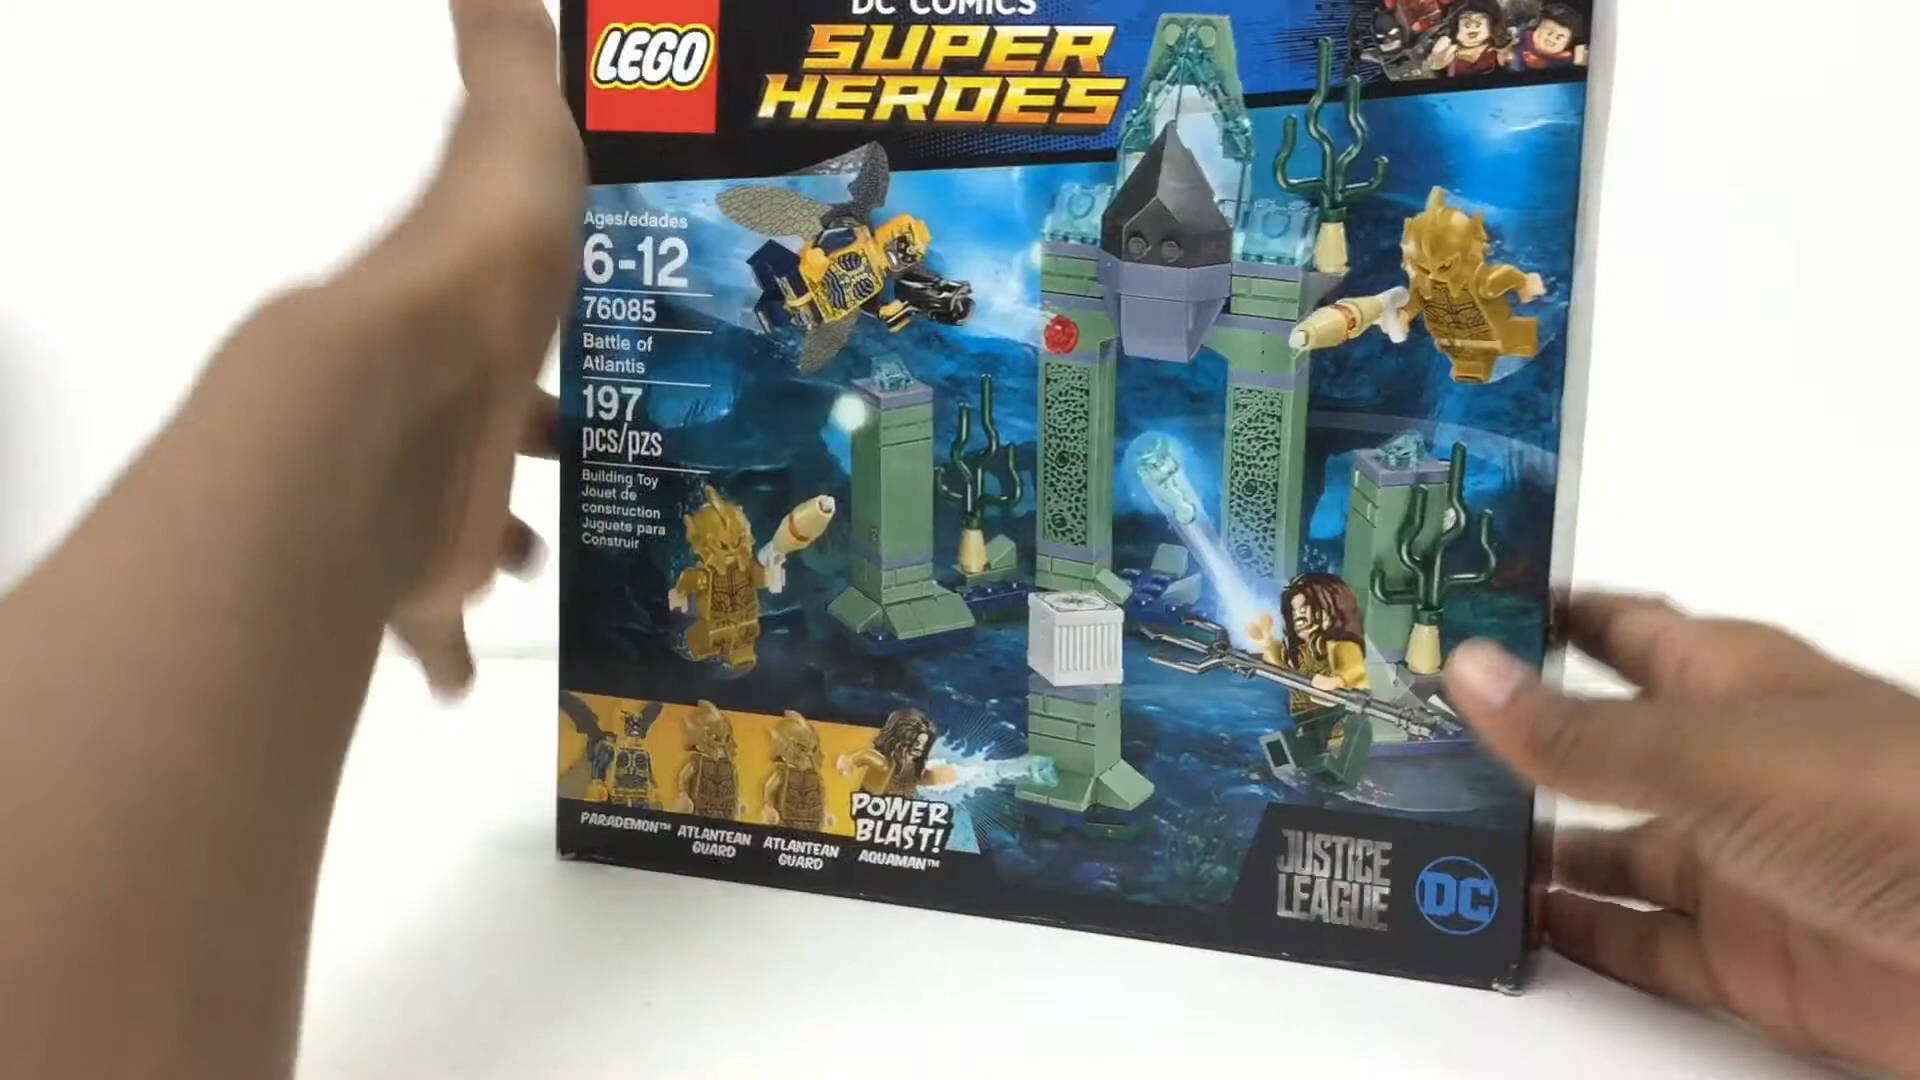 DC COMICS
LEGO
SUPER
HEROES
Ages/edades
6-12
76085
Battle of
Atlantis
197
pcs/pzs
Building Toy
Jouet de
construction
Juguete para
Construir
POWER
BLAST!
PARADEMON™
ATLANTEAN
GUARD
ATLANTEAN
GUARD
AQUAMAN™
JUSTICE
LEAGUE
DC